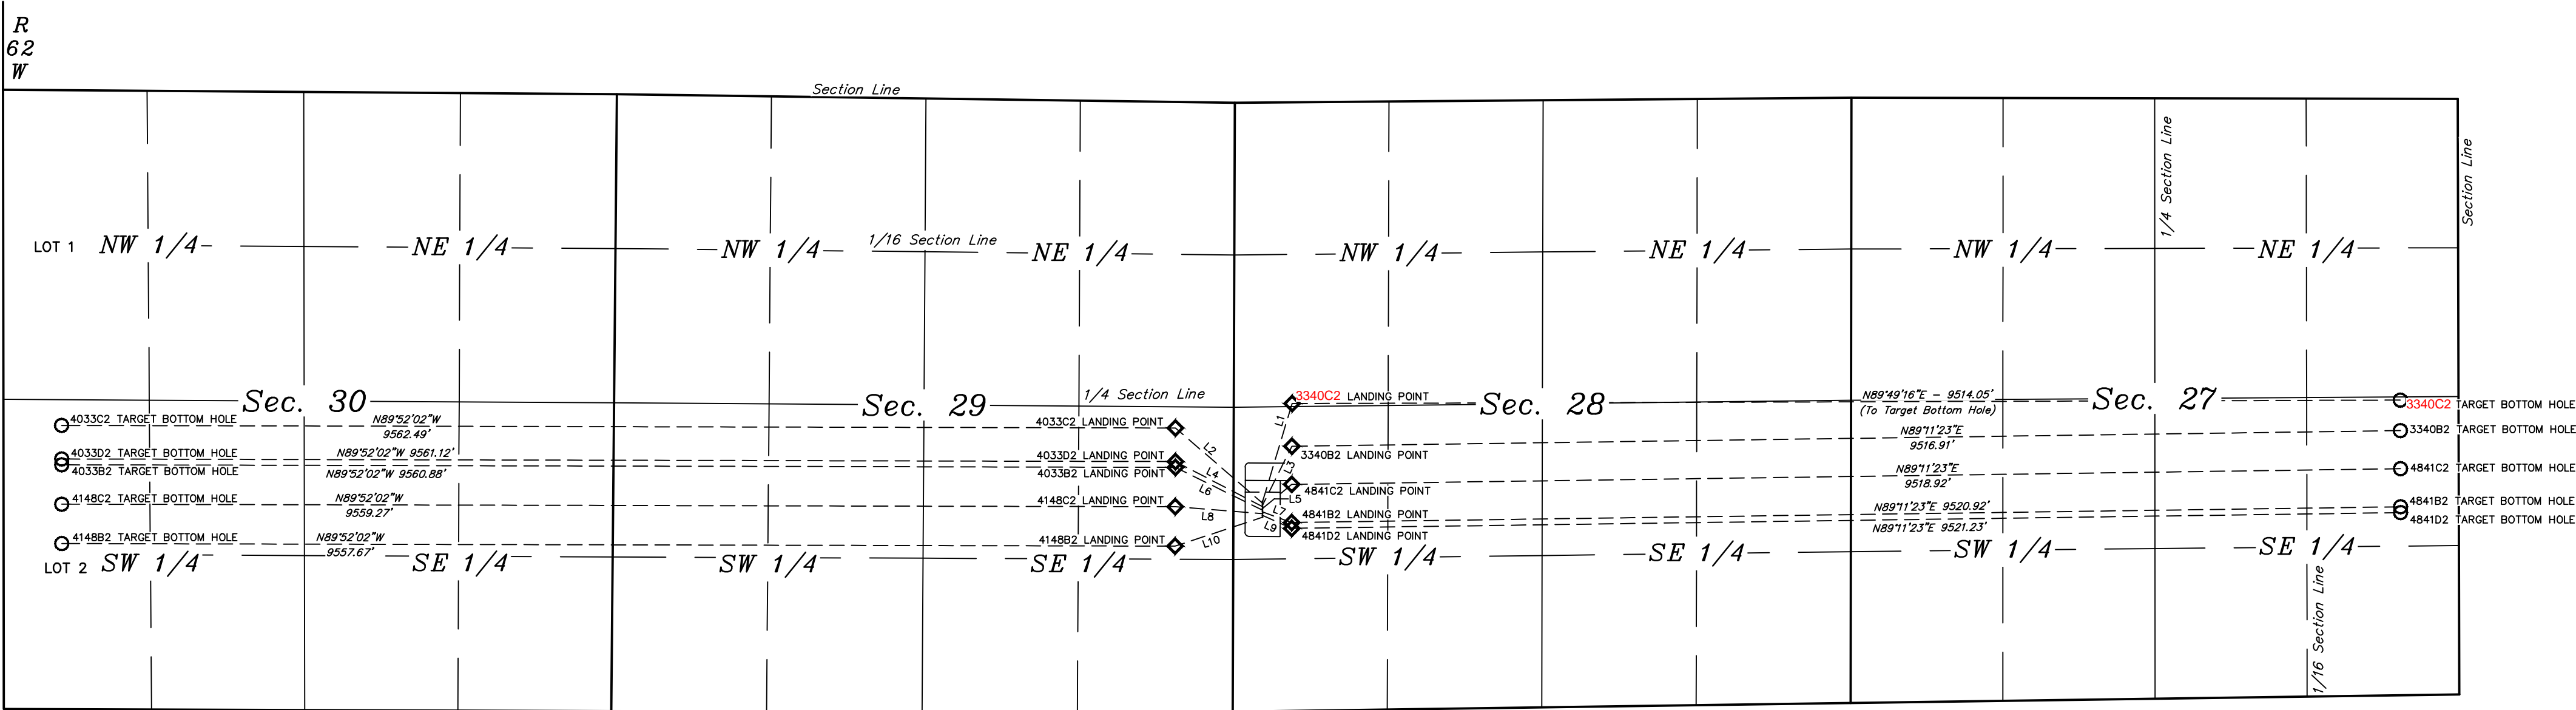 R
62
W
Section Line
1/4 Section Line
Section Line
LOT 1 NW 1/4
NE 1/4
NW 1/4
1/16 Section Line
NE 1/4
NW 1/4
NE 1/4
NW 1/4
NE 1/4
Sec. 30
Sec. 29
1/4 Section Line
3340C2 LANDING POINT
Sec. 28
N89°49'16"E - 9514.05'
(To Target Bottom Hole)
Sec. 27
3340C2 TARGET BOTTOM HOLE
4033C2 TARGET BOTTOM HOLE
N89°52'02"W
9562.49'
4033C2 LANDING POINT
L1
L2
N89°11'23"E
9516.91'
3340B2 TARGET BOTTOM HOLE
4033D2 TARGET BOTTOM HOLE
N89°52'02"W 9561.12'
4033D2 LANDING POINT
3340B2 LANDING POINT
L3
L4
4033B2 TARGET BOTTOM HOLE
N89°52'02"W 9560.88'
4033B2 LANDING POINT
N89°11'23"E
9518.92'
4841C2 TARGET BOTTOM HOLE
L6
4841C2 LANDING POINT
L5
4148C2 TARGET BOTTOM HOLE
N89°52'02"W
9559.27'
4148C2 LANDING POINT
L8
L7
4841B2 LANDING POINT
N89°11'23"E 9520.92'
4841B2 TARGET BOTTOM HOLE
L9
N89°11'23"E 9521.23'
4841D2 TARGET BOTTOM HOLE
4841D2 LANDING POINT
4148B2 TARGET BOTTOM HOLE
N89°52'02"W
9557.67'
4148B2 LANDING POINT
L10
LOT 2 SW 1/4
SE 1/4
SW 1/4
SE 1/4
SW 1/4
SE 1/4
SW 1/4
SE 1/4
1/16 Section Line